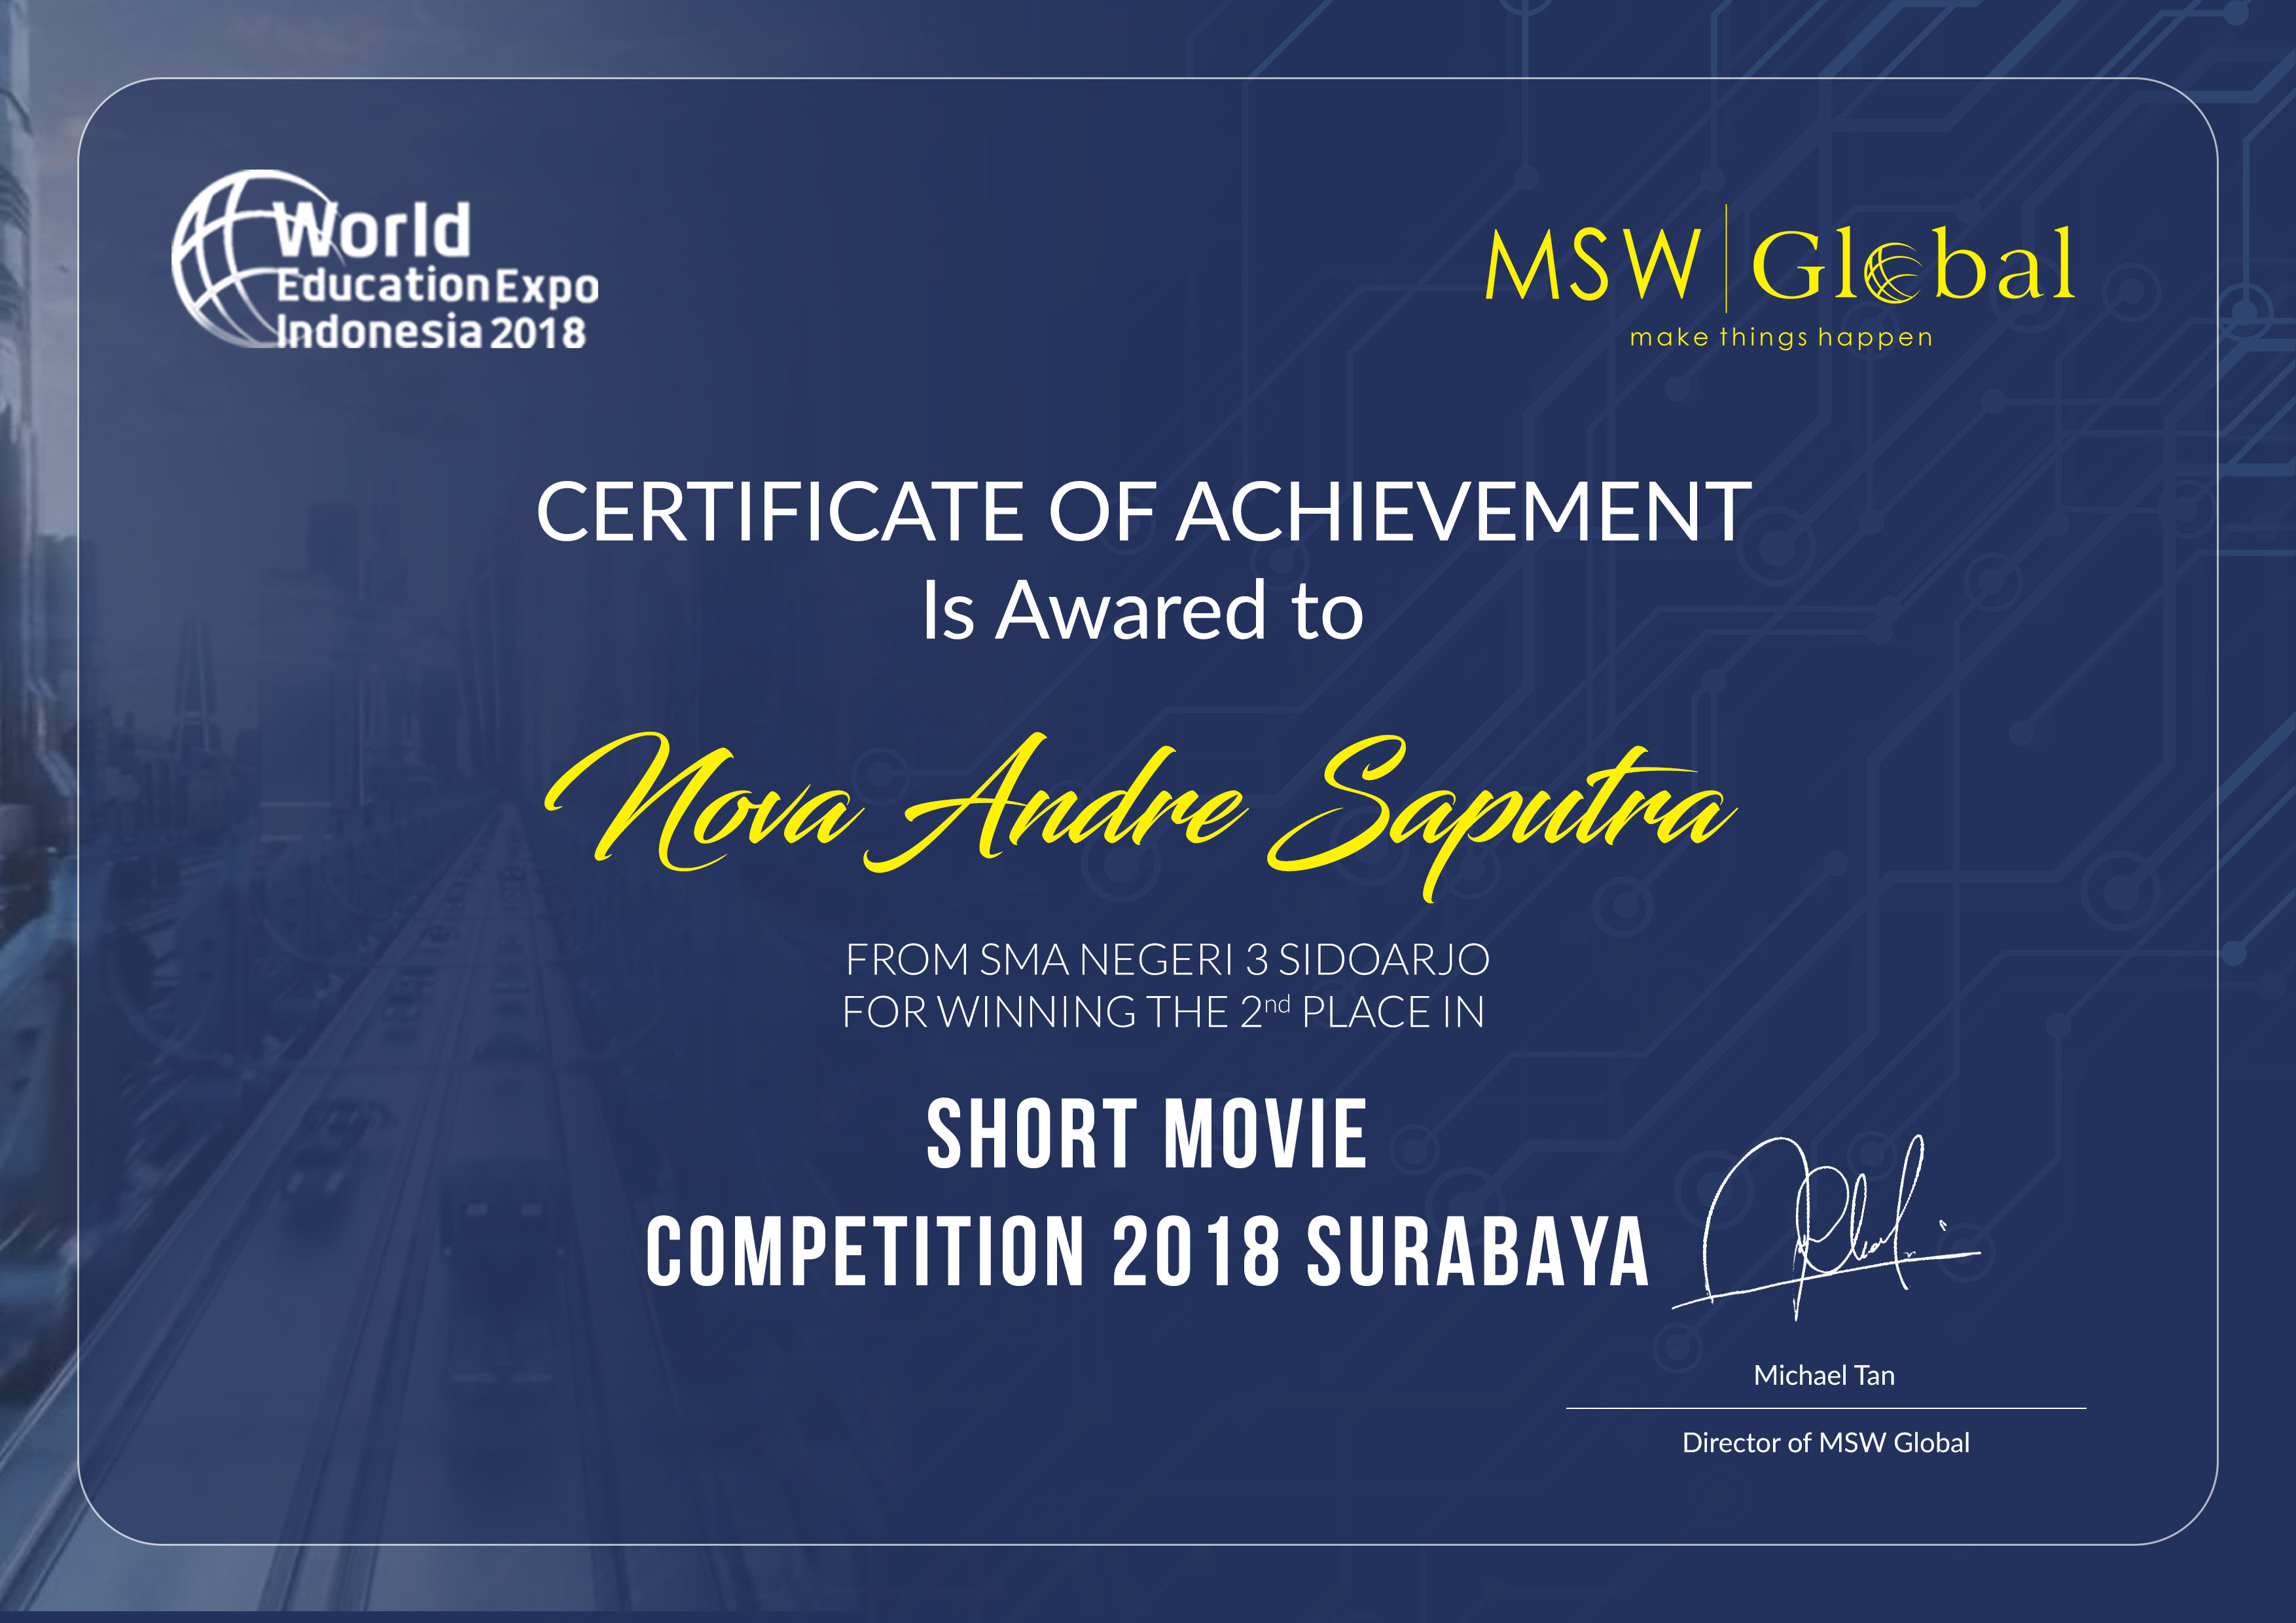 World
Education Expo
Indonesia 2018
MSW Global
make things happen
CERTIFICATE OF ACHIEVEMENT
Is Awared to
Nova Andre Saputra
FROM SMA NEGERI 3 SIDOARJO
FOR WINNING THE 2nd PLACE IN
SHORT MOVIE
COMPETITION 2018 SURABAYA
Michael Tan
Director of MSW Global